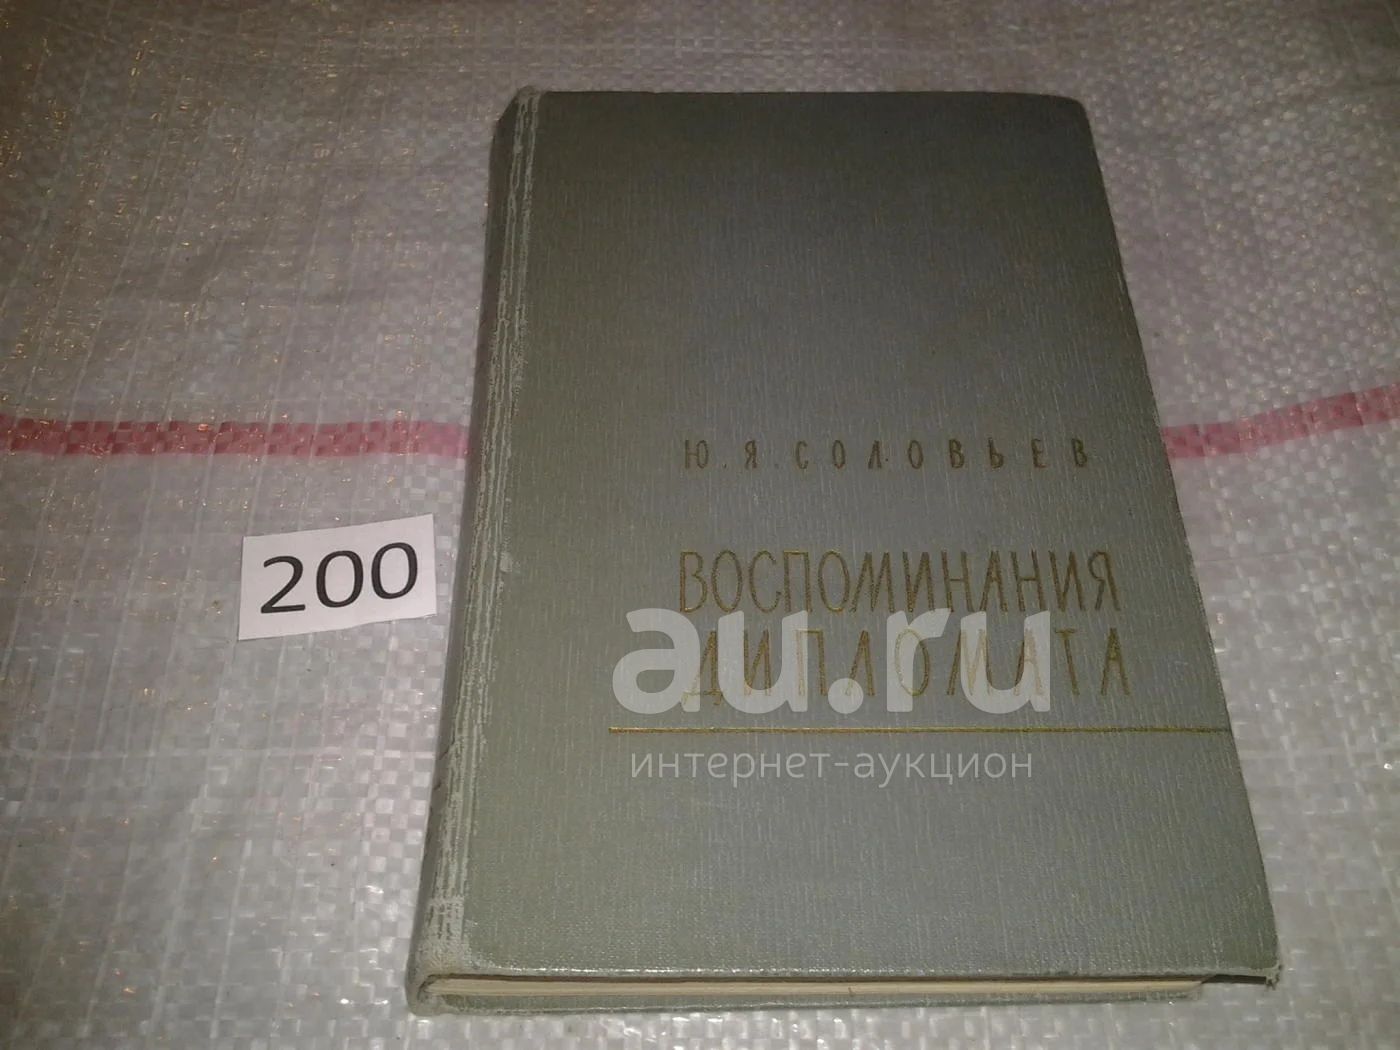 Ю.Я.СОЛОВЬЕВ
200
ВОСПОМИНАНИЯ
ДИПЛОМАТА
au.ru
интернет-аукцион